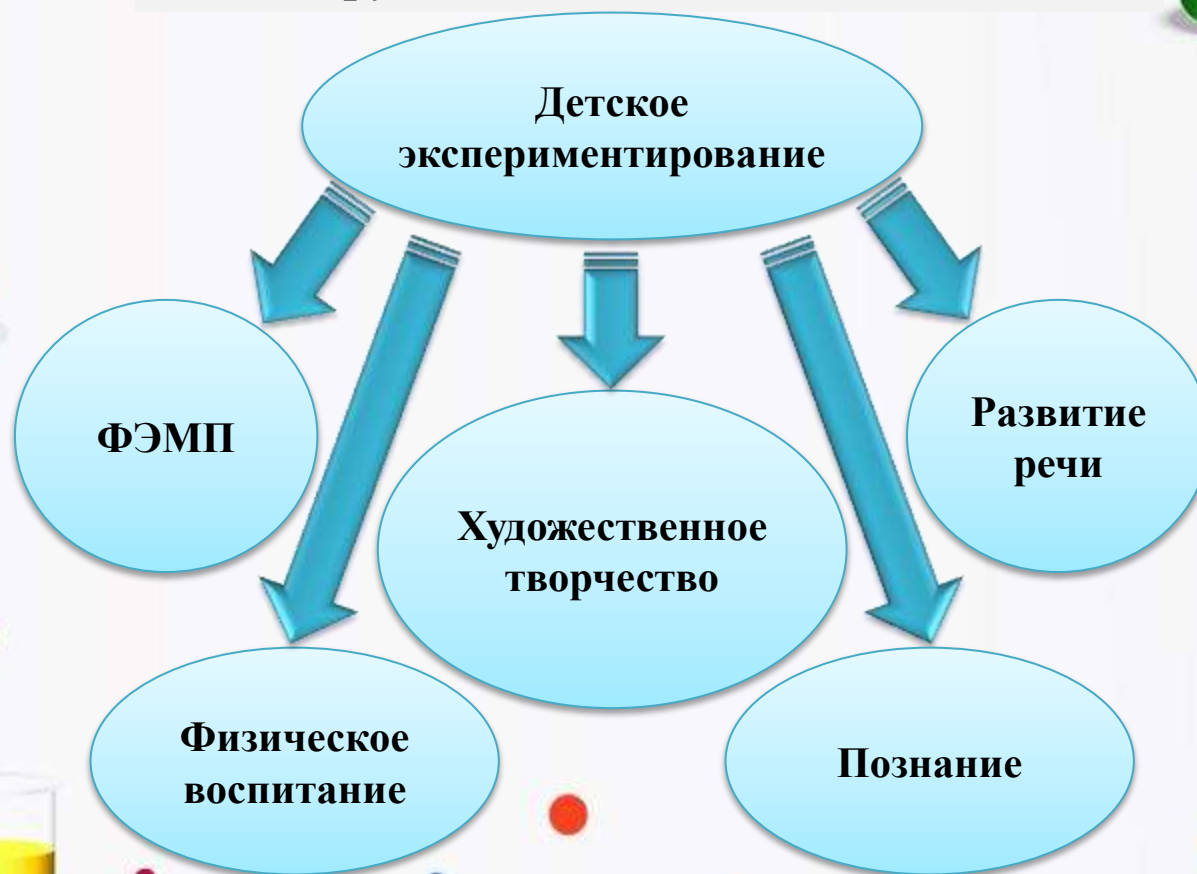 Детское
экспериментирование
ФЭМП
Развитие
речи
Художественное
творчество
Физическое
воспитание
Познание